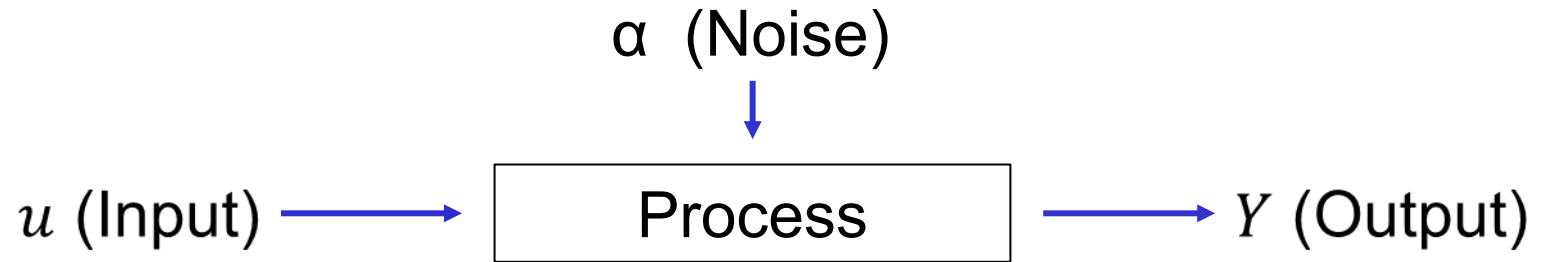 α (Noise)
u (Input)
Process
Y (Output)